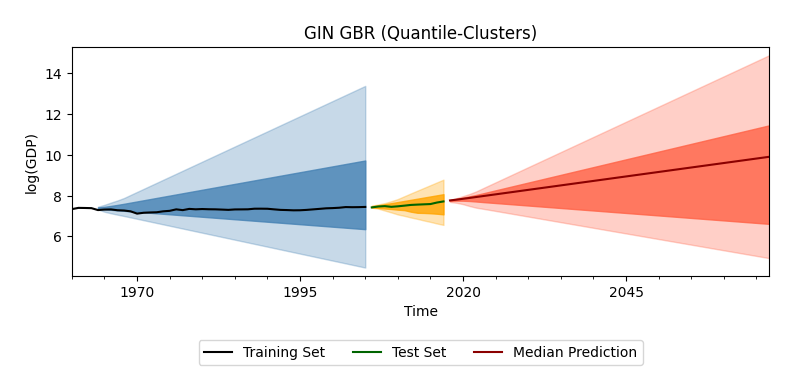 GIN GBR (Quantile-Clusters)
14
12
10
8
6
log(GDP)
1970 1995 2020 2045
Time
Training Set Test Set Median Prediction